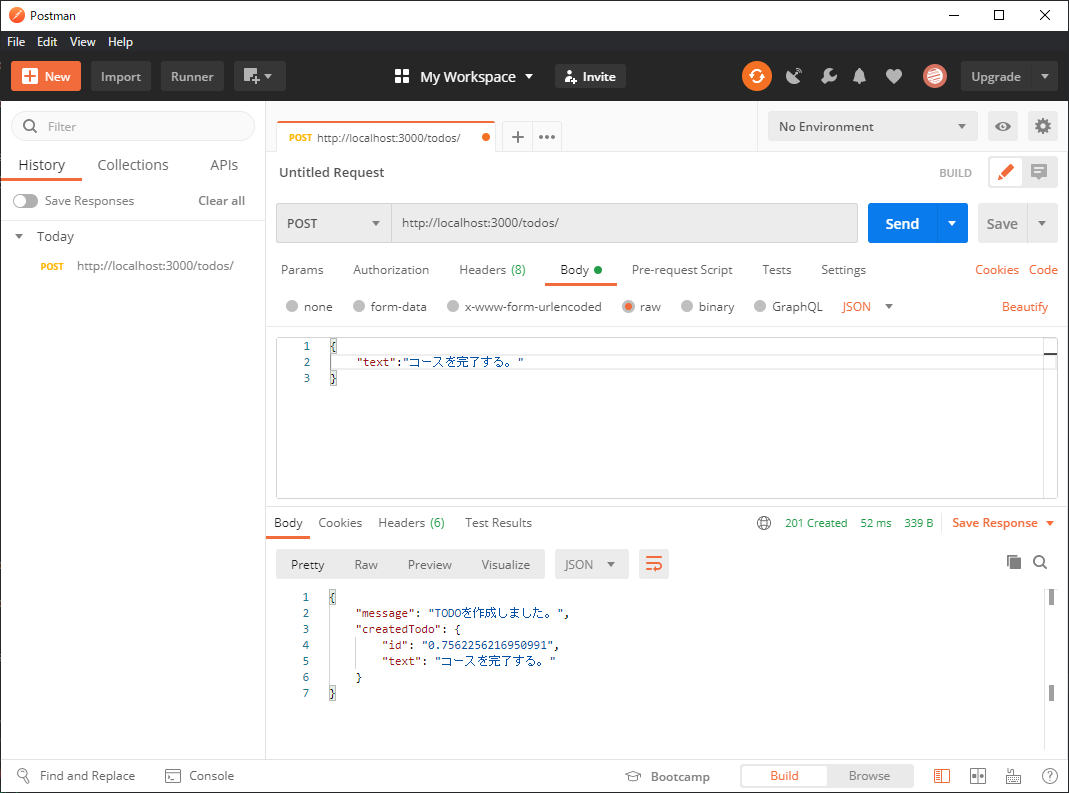 Postman
File Edit View Help
New Import Runner My Workspace Invite Upgrade
Filter
History Collections APIs
Save Responses Clear all
Today
POST http://localhost:3000/todos/
POST http://localhost:3000/todos/
No Environment
Untitled Request BUILD
POST http://localhost:3000/todos/ Send Save
Params Authorization Headers (8) Body Pre-request Script Tests Settings Cookies Code
none form-data x-www-form-urlencoded raw binary GraphQL JSON Beautify
1 {
2 "text":"コースを完了する。"
3 }
Body Cookies Headers (6) Test Results 201 Created 52 ms 339 B Save Response
Pretty Raw Preview Visualize JSON
1 {
2 "message": "TODOを作成しました。",
3 "createdTodo": {
4 "id": "0.7562256216950991",
5 "text": "コースを完了する。"
6 }
7 }
Find and Replace Console Bootcamp Build Browse